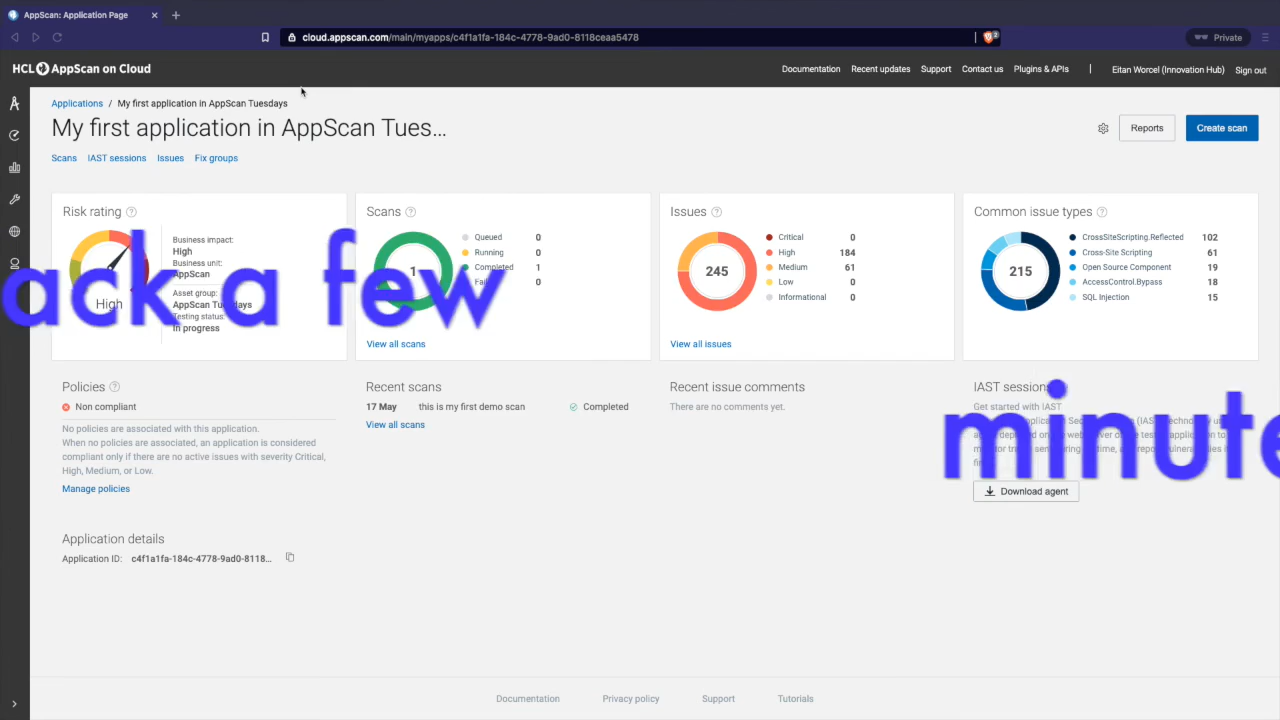 AppScan: Application Page
cloud.appscan.com/main/myapps/c4f1a1fa-184c-4778-9ad0-8118ceaa5478
2
Private
HCL AppScan on Cloud
Documentation
Recent updates
Support
Contact us
Plugins & APIs
Eitan Worcel (Innovation Hub)
Sign out
Applications / My first application in AppScan Tuesdays
My first application in AppScan Tues...
Reports
Create scan
Scans
IAST sessions
Issues
Fix groups
Risk rating
High
Business impact:
High
Business unit:
AppScan
Asset group:
AppScan Tuesdays
Testing status:
In progress
Scans
1
Queued 0
Running 0
Completed 1
0
View all scans
Issues
245
Critical 0
High 184
Medium 61
Low 0
Informational 0
View all issues
Common issue types
215
CrossSiteScripting.Reflected 102
Cross-Site Scripting 61
Open Source Component 19
AccessControl.Bypass 18
SQL Injection 15
ack a few
minute
Policies
Non compliant
No policies are associated with this application.
When no policies are associated, an application is considered
compliant only if there are no active issues with severity Critical,
High, Medium, or Low.
Manage policies
Recent scans
17 May this is my first demo scan Completed
View all scans
Recent issue comments
There are no comments yet.
IAST sessions
Get started with IAST
Download agent
Application details
Application ID: c4f1a1fa-184c-4778-9ad0-8118...
Documentation
Privacy policy
Support
Tutorials